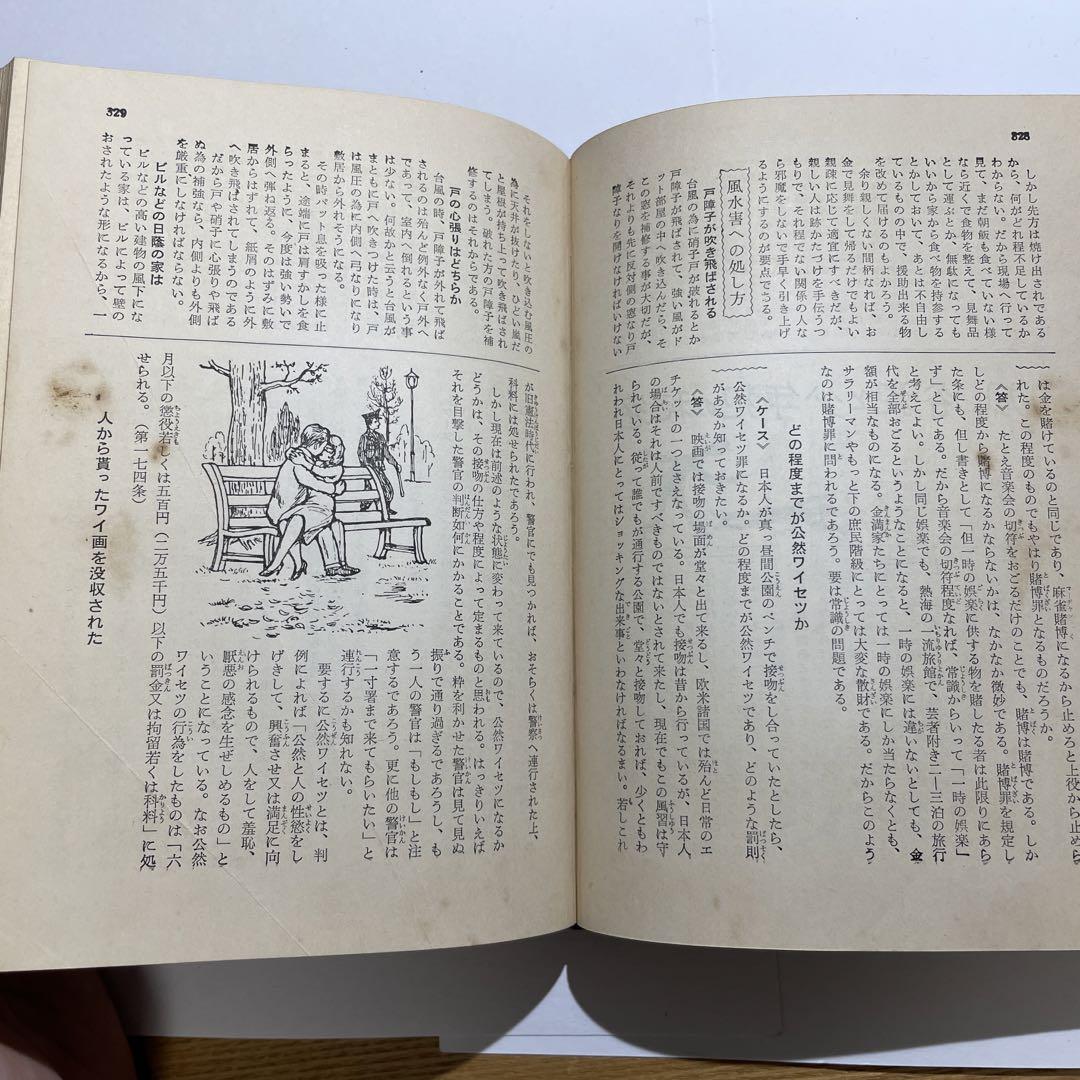 328
しかし先方は焼け出されである
から、何がどれ程不足しているか
わからない。だから現場へ行って
見て、まだ朝飯も食べていない様
なら近くで食物を整えて、見舞品
として運ぶとか、無駄になっても
いいから家から食べ物を持参する
とかしておいて、あとは不自由し
ているものの中で、援助出来る物
を改めて届けるのもよかろう。
余り親しくない間柄なれば、お
金で見舞をして帰るだけでもよい
親疎に応じて適宜にすべきだが、
親しい人は跡かたづけを手伝うつ
もりで、それほどでない関係の人な
ら邪魔をしないで手早く引き上げ
るようにするのが要点でさる。
風水害への処し方
戸障子が吹き飛ばされる
台風の為に硝子戸が破れると
戸障子が飛ばされて、強い風がド
ット部屋の中へ吹き込んだら、そ
この窓を補修する事が大切だが、
それよりも先に反対側の窓なり戸
障子なりを開けなければいけない
は金を賭けているのと同じであり、麻雀賭博になるから止めろと仕
れた。この程度のものでもやはり賭博罪となるものだろうか。
〈答〉 たとえ音楽会の切符をおごるだけのことでも、賭博は賭博である。しか
しどの程度から賭博になるかならないかは、なかなか微妙である。賭博罪を規定し
た条にも、但し書きとして「但一時の娯楽に供する物を賭したる者は此限りにあら
ず」としてある。だから音楽会の切符程度なれば、常識からいって「一時の娯楽」
と考えてよい。しかし同じ娯楽でも、熱海の一流旅館で、芸者附き二―三泊の旅行
代を全部おごるというようなことになると、一時の娯楽には違いないとしても、金
額が相当なものになる。金満家たちにとっては一時の娯楽にしか当たらなくとも、
サラリーマンやもっと下の庶民階級にとっては大変な散財である。だからこのよう
なのは賭博罪に問われるであろう。要は常識の問題である。
どの程度までが公然ワイセツか
〈ケース〉 日本人が真っ昼間公園のベンチで接吻をし合っていたとしたら、
公然ワイセツ罪になるか。どの程度までが公然ワイセツであり、どのような罰則
があるか知っておきたい。
〈答〉 映画では接吻の場面が堂々と出て来るし、欧米諸国では殆んど日常のエ
チケットの一つとさえなっている。日本人でも接吻は昔から行っているが、日本人
の場合はそれは人前ですべきものではないとされて来たし、現在でもこの風習は守
られている。従って誰でもが通行する公園で、堂々と接吻しておれば、少くともわ
れわれ日本人にとってはショッキングな出来事といわなければなるまい。若しこれ
329
それをしないと吹き込む風圧の
為に天井が抜けたり、ひどい嵐だ
と屋根が持ち上って吹き飛ばされ
てしまう。破れた方の戸障子を補
修するのはそれからである。
戸の心張りはどちらか
台風の時、戸障子が外れて飛ば
されるのは殆んど例外なく戸外へ
であって、室内へ倒れるという事
は少ない。何故かと云うと台風が
まともに戸へ吹きつけた時は、戸
は風圧の為に内側へ弓なりになり
敷居から外れそうになる。
その時パット息を吸った様に止
まると、途端に戸は肩すかしを食
らったように、今度は強い勢いで
外側へ弾ね返る。そのはずみに敷
居からはずれて、紙屑のように外
へ吹き飛ばされてしまうのである
だから戸や硝子に心張りや飛ば
ぬ為の補強なら、内側よりも外側
を厳重にしなければならない。
ビルなどの日蔭の家は
ビルなどの高い建物の風下にな
っている家は、ビルによって壁の
おされたような形になるから、一
が旧憲法時代に行われ、警官にでも見つかれば、おそらくは警察へ連行された上、
科料には処せられたであろう。
しかし現在は前述のような状態に変わって来ているので、公然ワイセツになるか
どうかは、その接吻の仕方や程度によって定まるものと思われる。はっきりいえば
それを目撃した警官の判断如何にかかることである。粋を利かせた警官は見て見ぬ
振りで通り過ぎるであろうし、も
う一人の警官は「もしもし」と注
意するであろう。更に他の警官は
「一寸署まで来てもらいたい」と
連行するかも知れない。
要するに公然ワイセツとは、判
例によれば「公然と人の性慾をし
げきして、興奮させ又は満足に向
けられるもので、人をして羞恥、
厭悪の感念を生ぜしめるもの」と
いうことになっている。なお公然
ワイセツの行為をしたものは「六
月以下の懲役若しくは五百円（二万五千円）以下の罰金又は拘留若くは科料」に処
せられる。（第一七四条）
人から貰ったワイ画を没収された